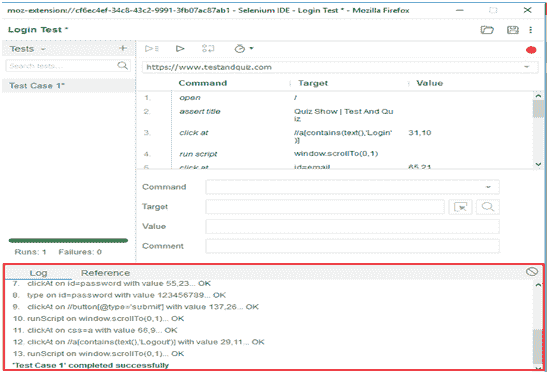 moz-extension://cf6ec4ef-34c8-43c2-9991-3fb07ac87ab1 - Selenium IDE - Login Test * - Mozilla Firefox
Login Test *
Tests
Search tests...
Test Case 1*
https://www.testandquiz.com
Command Target Value
1. open /
2. assert title Quiz Show | Test And Qu
iz
3. click at //a[contains(text(),'Login' 31,10
)]
4. run script window.scrollTo(0,1)
5. click at id=email 65,21
Command
Target
Value
Comment
Runs: 1 Failures: 0
Log Reference
7. clickAt on id=password with value 55,23... OK
8. type on id=password with value 123456789... OK
9. clickAt on //button[@type='submit'] with value 137,26... OK
10. runScript on window.scrollTo(0,1)... OK
11. clickAt on css=a with value 66,9... OK
12. clickAt on //a[contains(text(),'Logout')] with value 29,11... OK
13. runScript on window.scrollTo(0,1)... OK
'Test Case 1' completed successfully